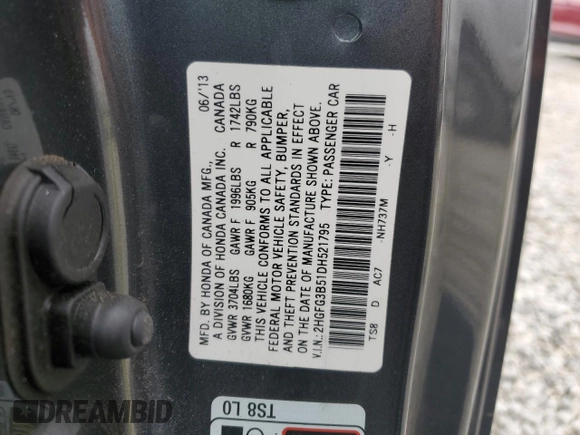 MFD. BY HONDA OF CANADA MFG., 06/'13
A DIVISION OF HONDA CANADA INC. CANADA
GVWR 3704LBS GAWR F 1996LBS R 1742LBS
GVWR 1680KG GAWR F 905KG R 790KG
THIS VEHICLE CONFORMS TO ALL APPLICABLE
FEDERAL MOTOR VEHICLE SAFETY, BUMPER,
AND THEFT PREVENTION STANDARDS IN EFFECT
ON THE DATE OF MANUFACTURE SHOWN ABOVE.
V.I.N.: 2HGFG3B51DH521795 TYPE: PASSENGER CAR
TS8 D AC7 -NH737M -Y -H
TS8 L0
DREAMBID